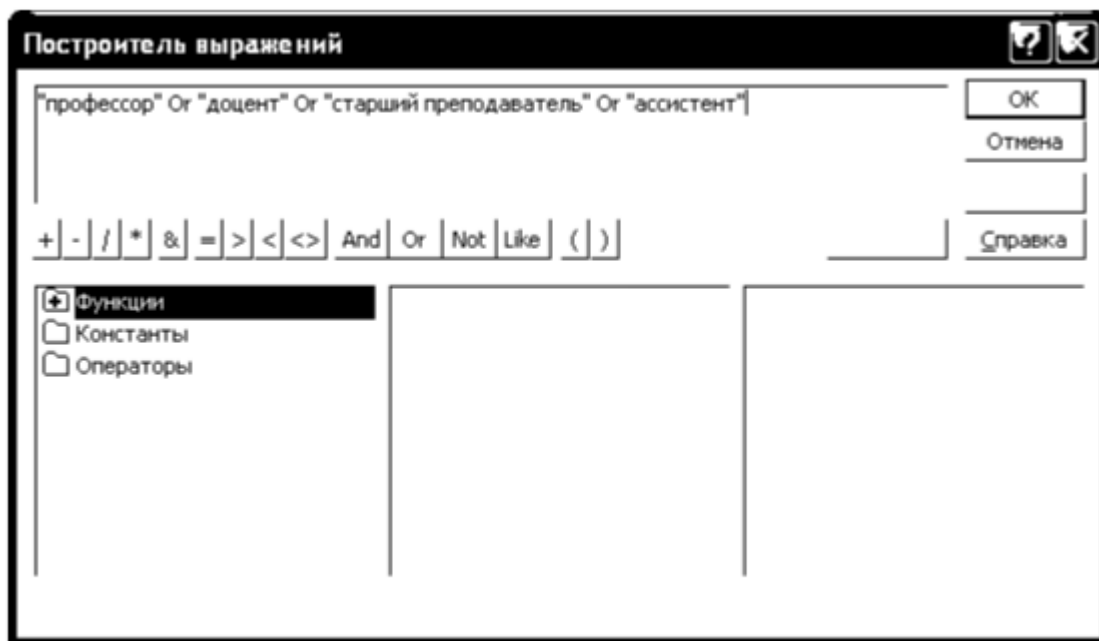 Построитель выражений
"профессор" Or "доцент" Or "старший преподаватель" Or "ассистент"
ОК
Отмена
+ - / * & = > < <> And Or Not Like ( )
Справка
Функции
Константы
Операторы